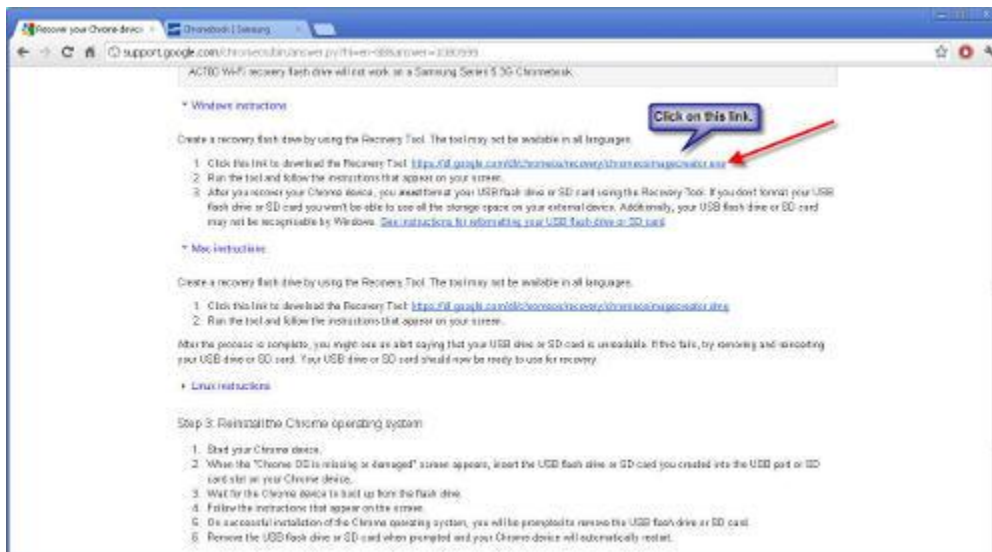 Recover your Chrome device
Chromebook | Samsung
support.google.com/chromeos/bin/answer.py?hl=en-GB&answer=1080595
AC700 Wi-Fi recovery flash drive will not work on a Samsung Series 5 3G Chromebook.
Windows instructions
Click on this link.
Create a recovery flash drive by using the Recovery Tool. The tool may not be available in all languages.
1. Click this link to download the Recovery Tool: https://dl.google.com/dl/chromeos/recovery/chromeosimagecreator.exe
2. Run the tool and follow the instructions that appear on your screen.
3. After you recover your Chrome device, you must format your USB flash drive or SD card using the Recovery Tool. If you don't format your USB
flash drive or SD card you won't be able to use all the storage space on your external device. Additionally, your USB flash drive or SD card
may not be recognisable by Windows. See instructions for reformatting your USB flash drive or SD card
Mac instructions
Create a recovery flash drive by using the Recovery Tool. The tool may not be available in all languages.
1. Click this link to download the Recovery Tool: https://dl.google.com/dl/chromeos/recovery/chromeosimagecreator.dmg
2. Run the tool and follow the instructions that appear on your screen.
After the process is complete, you might see an alert saying that your USB drive or SD card is unreadable. If this fails, try removing and reinserting
your USB drive or SD card. Your USB drive or SD card should now be ready to use for recovery.
Linux instructions
Step 3: Reinstall the Chrome operating system
1. Start your Chrome device.
2. When the "Chrome OS is missing or damaged" screen appears, insert the USB flash drive or SD card you created into the USB port or SD
card slot on your Chrome device.
3. Wait for the Chrome device to boot up from the flash drive.
4. Follow the instructions that appear on the screen.
5. On successful installation of the Chrome operating system, you will be prompted to remove the USB flash drive or SD card.
6. Remove the USB flash drive or SD card when prompted and your Chrome device will automatically restart.